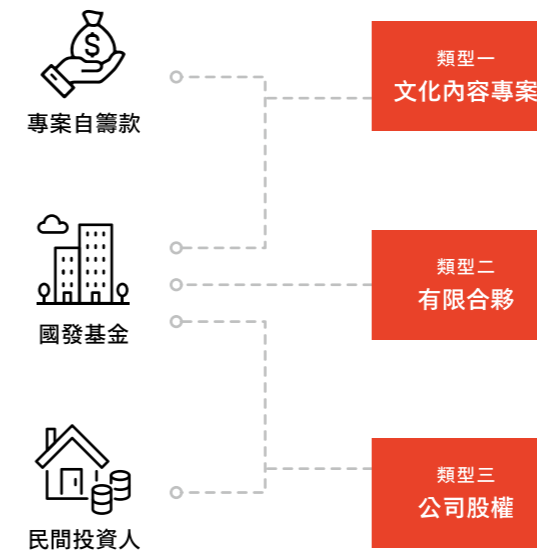 $
專案自籌款
類型一
文化內容專案
國發基金
類型二
有限合夥
民間投資人
類型三
公司股權